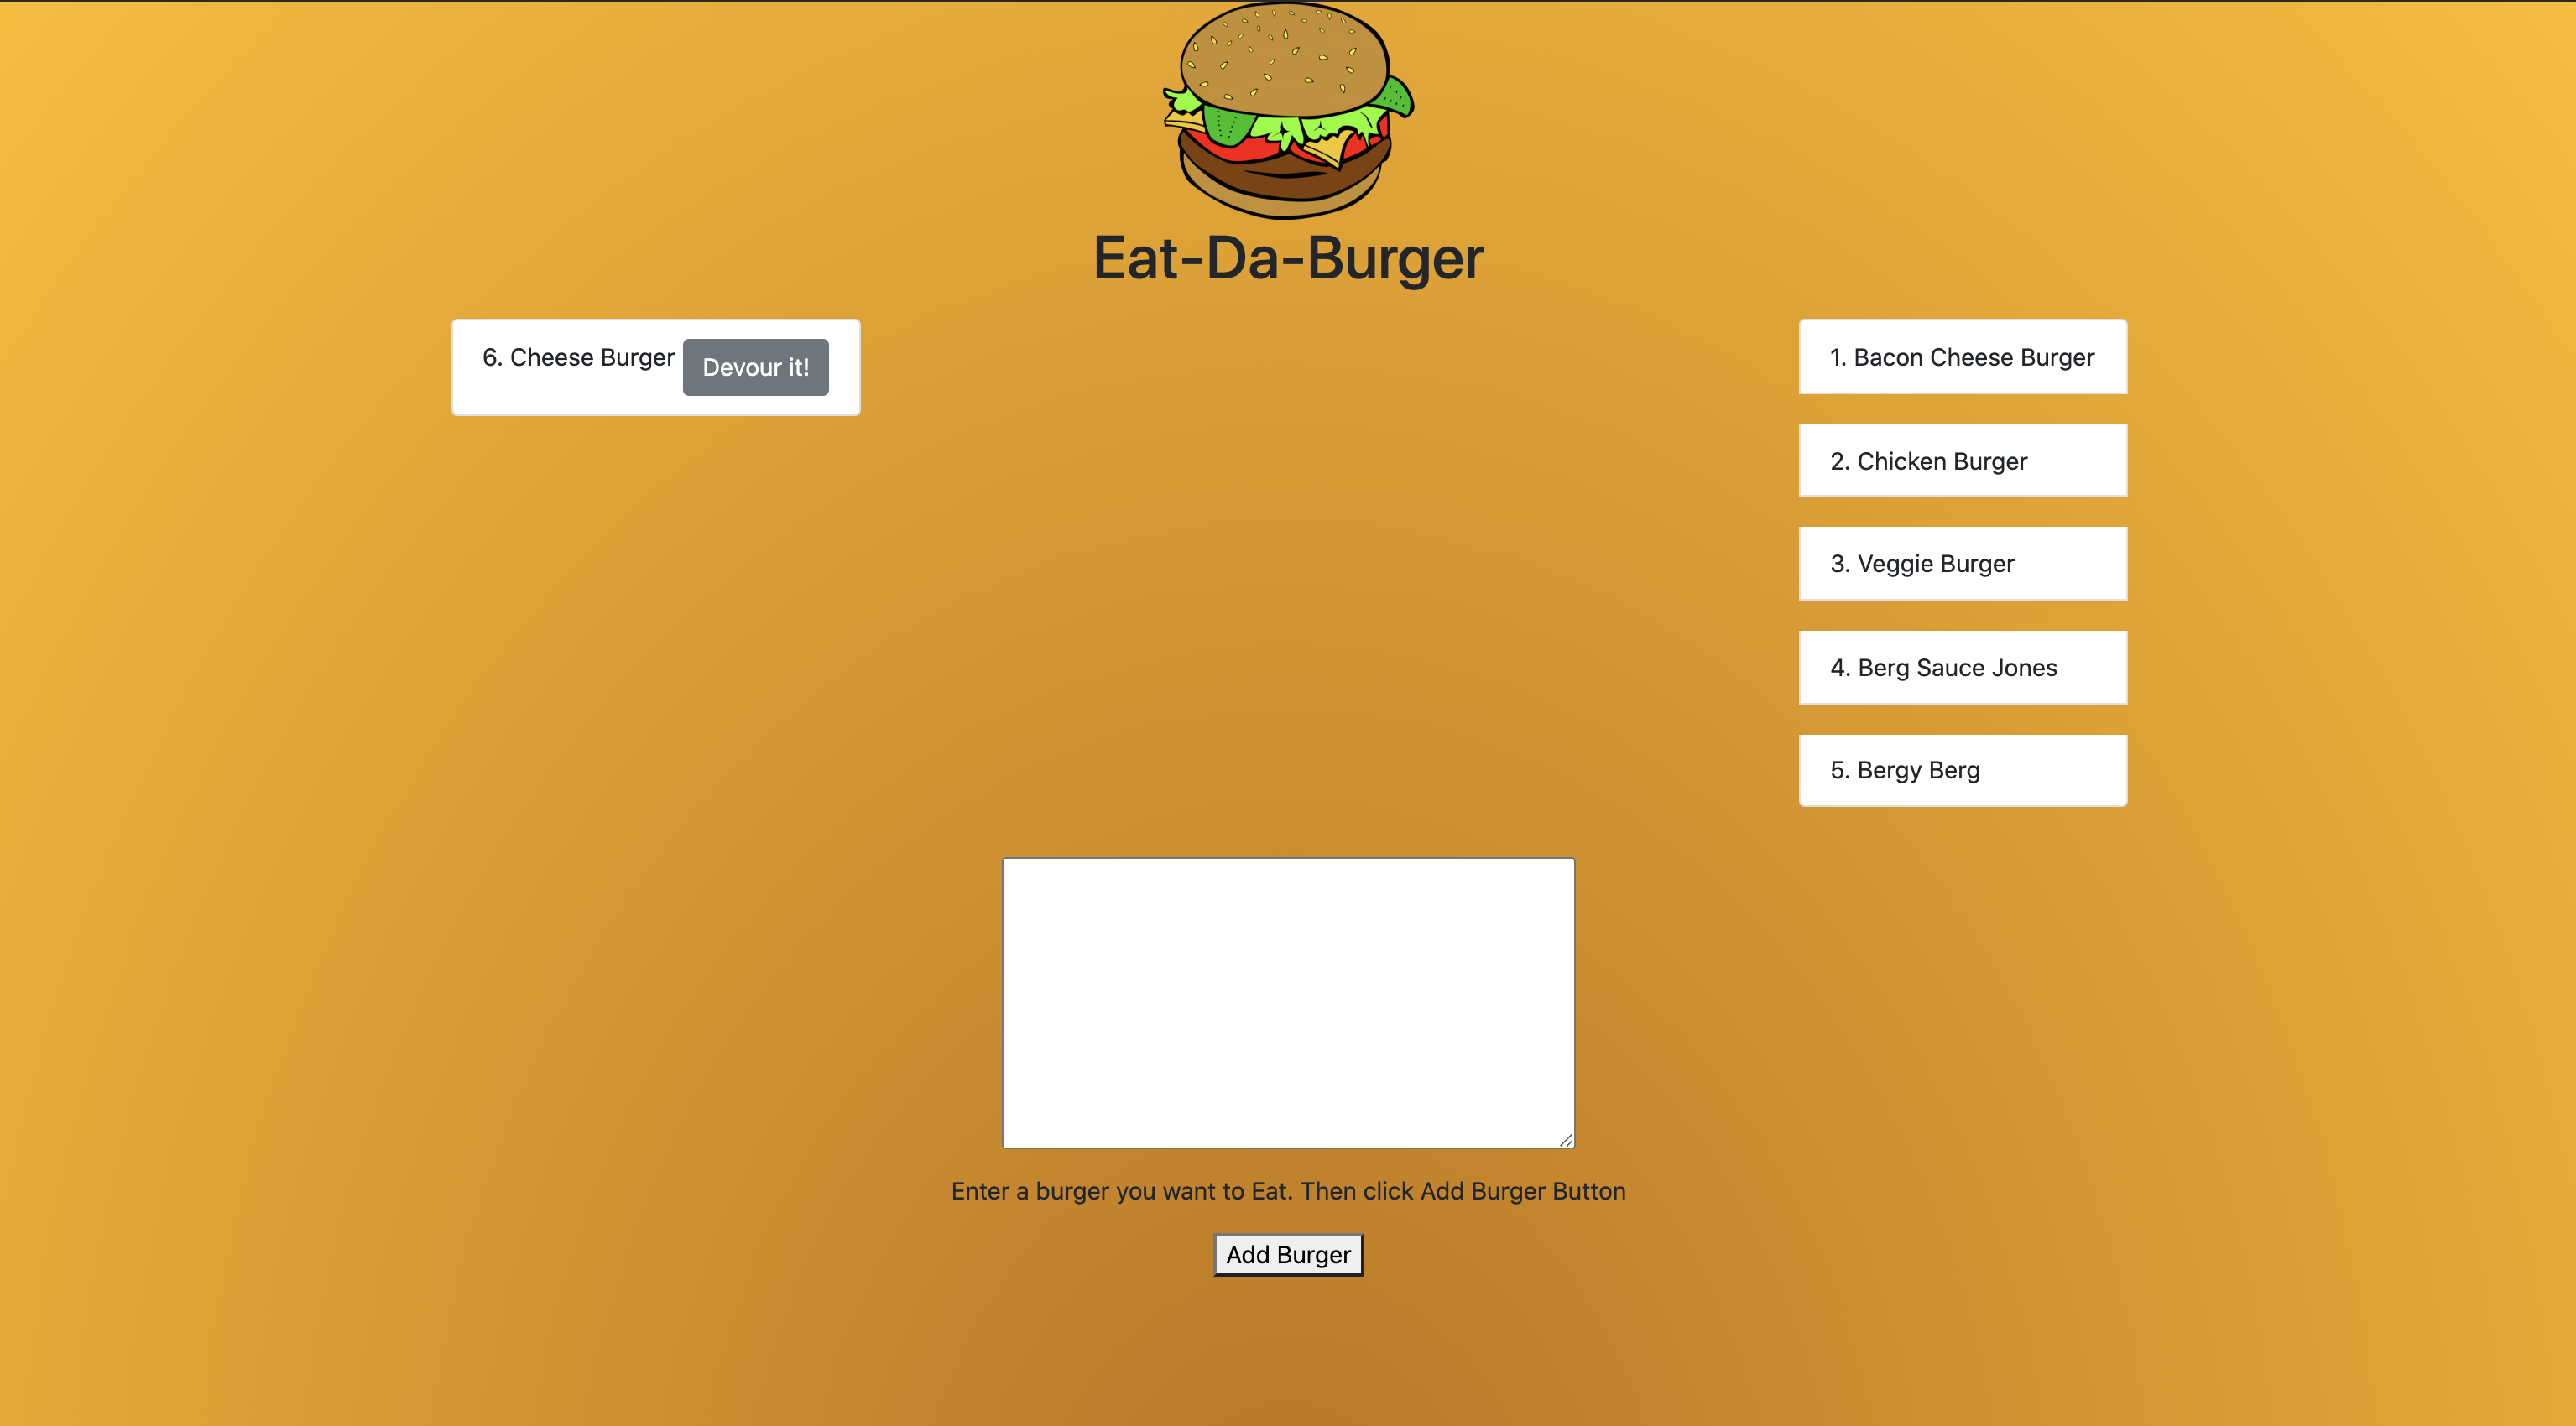 Eat-Da-Burger
6. Cheese Burger Devour it!
1. Bacon Cheese Burger
2. Chicken Burger
3. Veggie Burger
4. Berg Sauce Jones
5. Bergy Berg
Enter a burger you want to Eat. Then click Add Burger Button
Add Burger